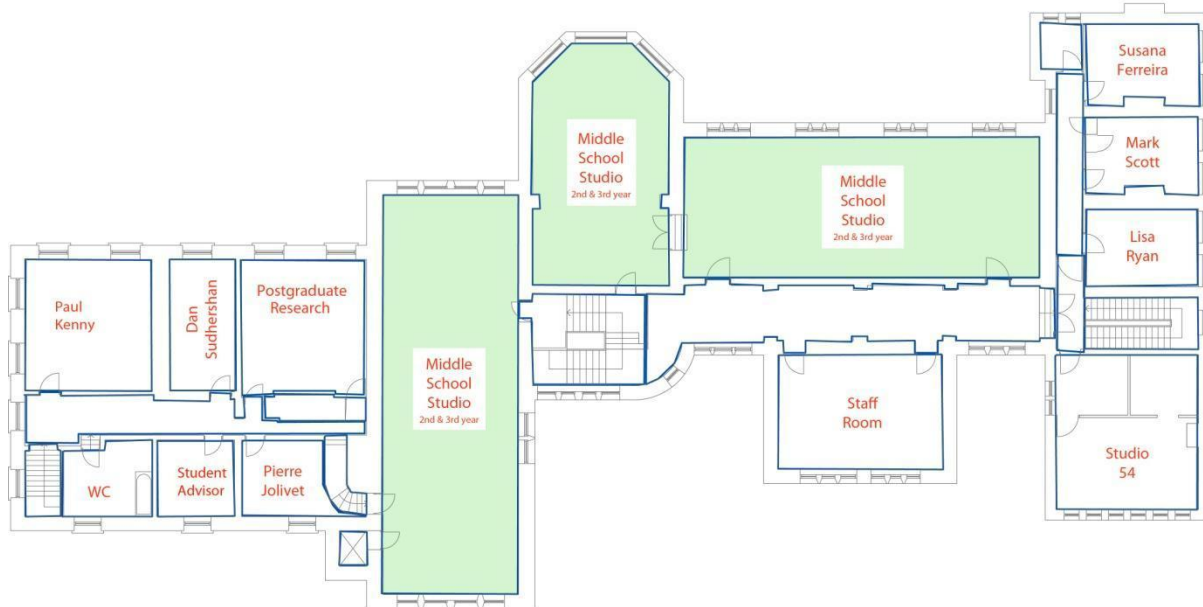 Susana
Ferreira
Middle
School
Studio
2nd & 3rd year
Mark
Scott
Middle
School
Studio
2nd & 3rd year
Lisa
Ryan
Paul
Kenny
Dan
Sudhershan
Postgraduate
Research
Middle
School
Studio
2nd & 3rd year
Staff
Room
Studio
54
WC
Student
Advisor
Pierre
Jolivet